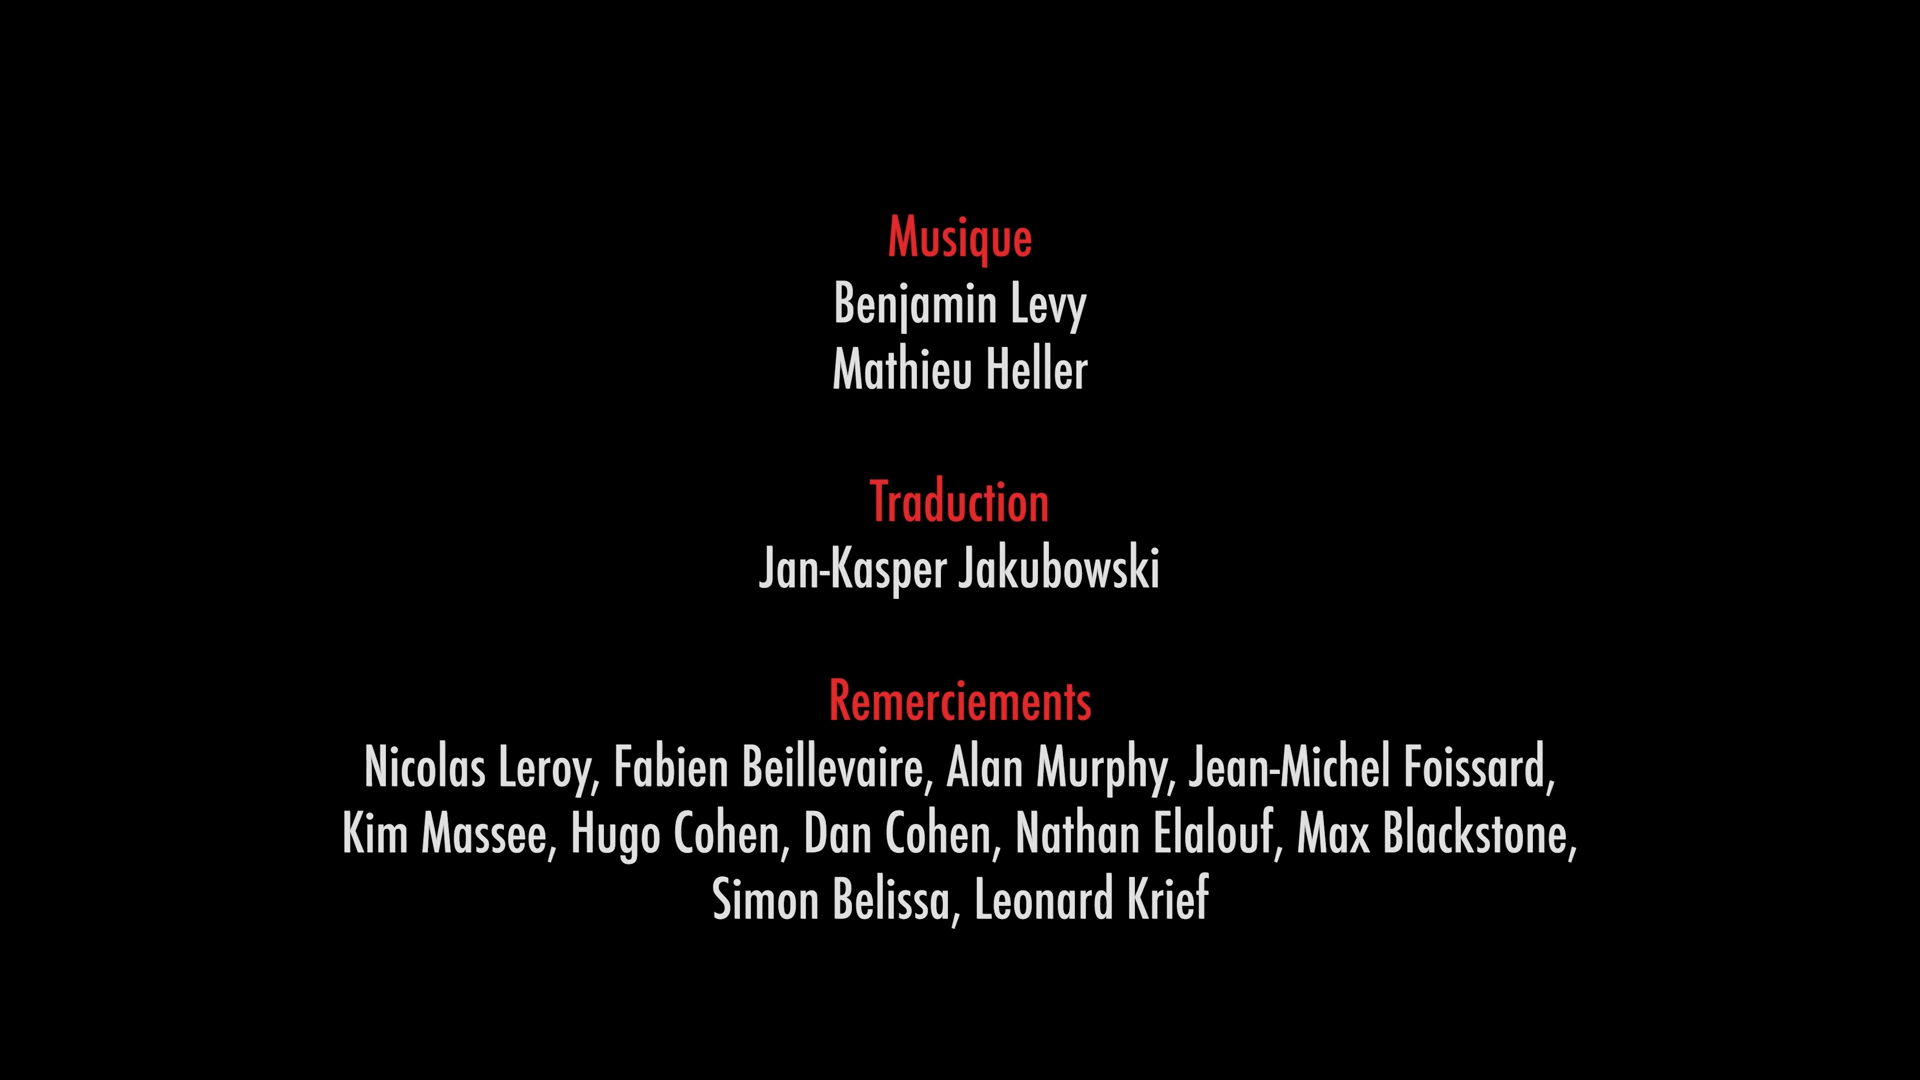 Musique
Benjamin Levy
Mathieu Heller
Traduction
Jan-Kasper Jakubowski
Remerciements
Nicolas Leroy, Fabien Beillevaire, Alan Murphy, Jean-Michel Foissard,
Kim Massee, Hugo Cohen, Dan Cohen, Nathan Elalouf, Max Blackstone,
Simon Belissa, Leonard Krief